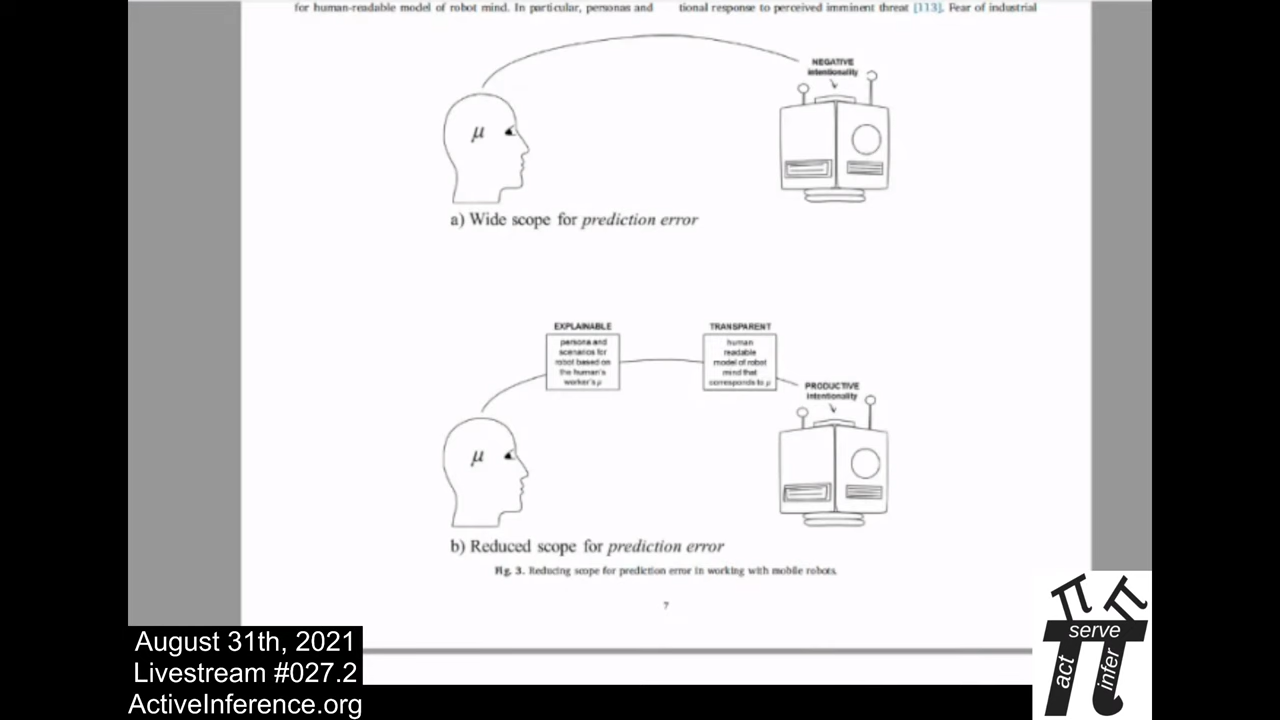 for human-readable model of robot mind. In particular, personas and
tional response to perceived imminent threat [113]. Fear of industrial
NEGATIVE
intentionality
μ
a) Wide scope for prediction error
EXPLAINABLE
persona and
scenarios for
robot based on
the human's
worker's μ
TRANSPARENT
human
readable
model of robot
mind that
corresponds to μ
PRODUCTIVE
intentionality
μ
b) Reduced scope for prediction error
Fig. 3. Reducing scope for prediction error in working with mobile robots.
7
August 31th, 2021
Livestream #027.2
ActiveInference.org
π π
serve
act
infer